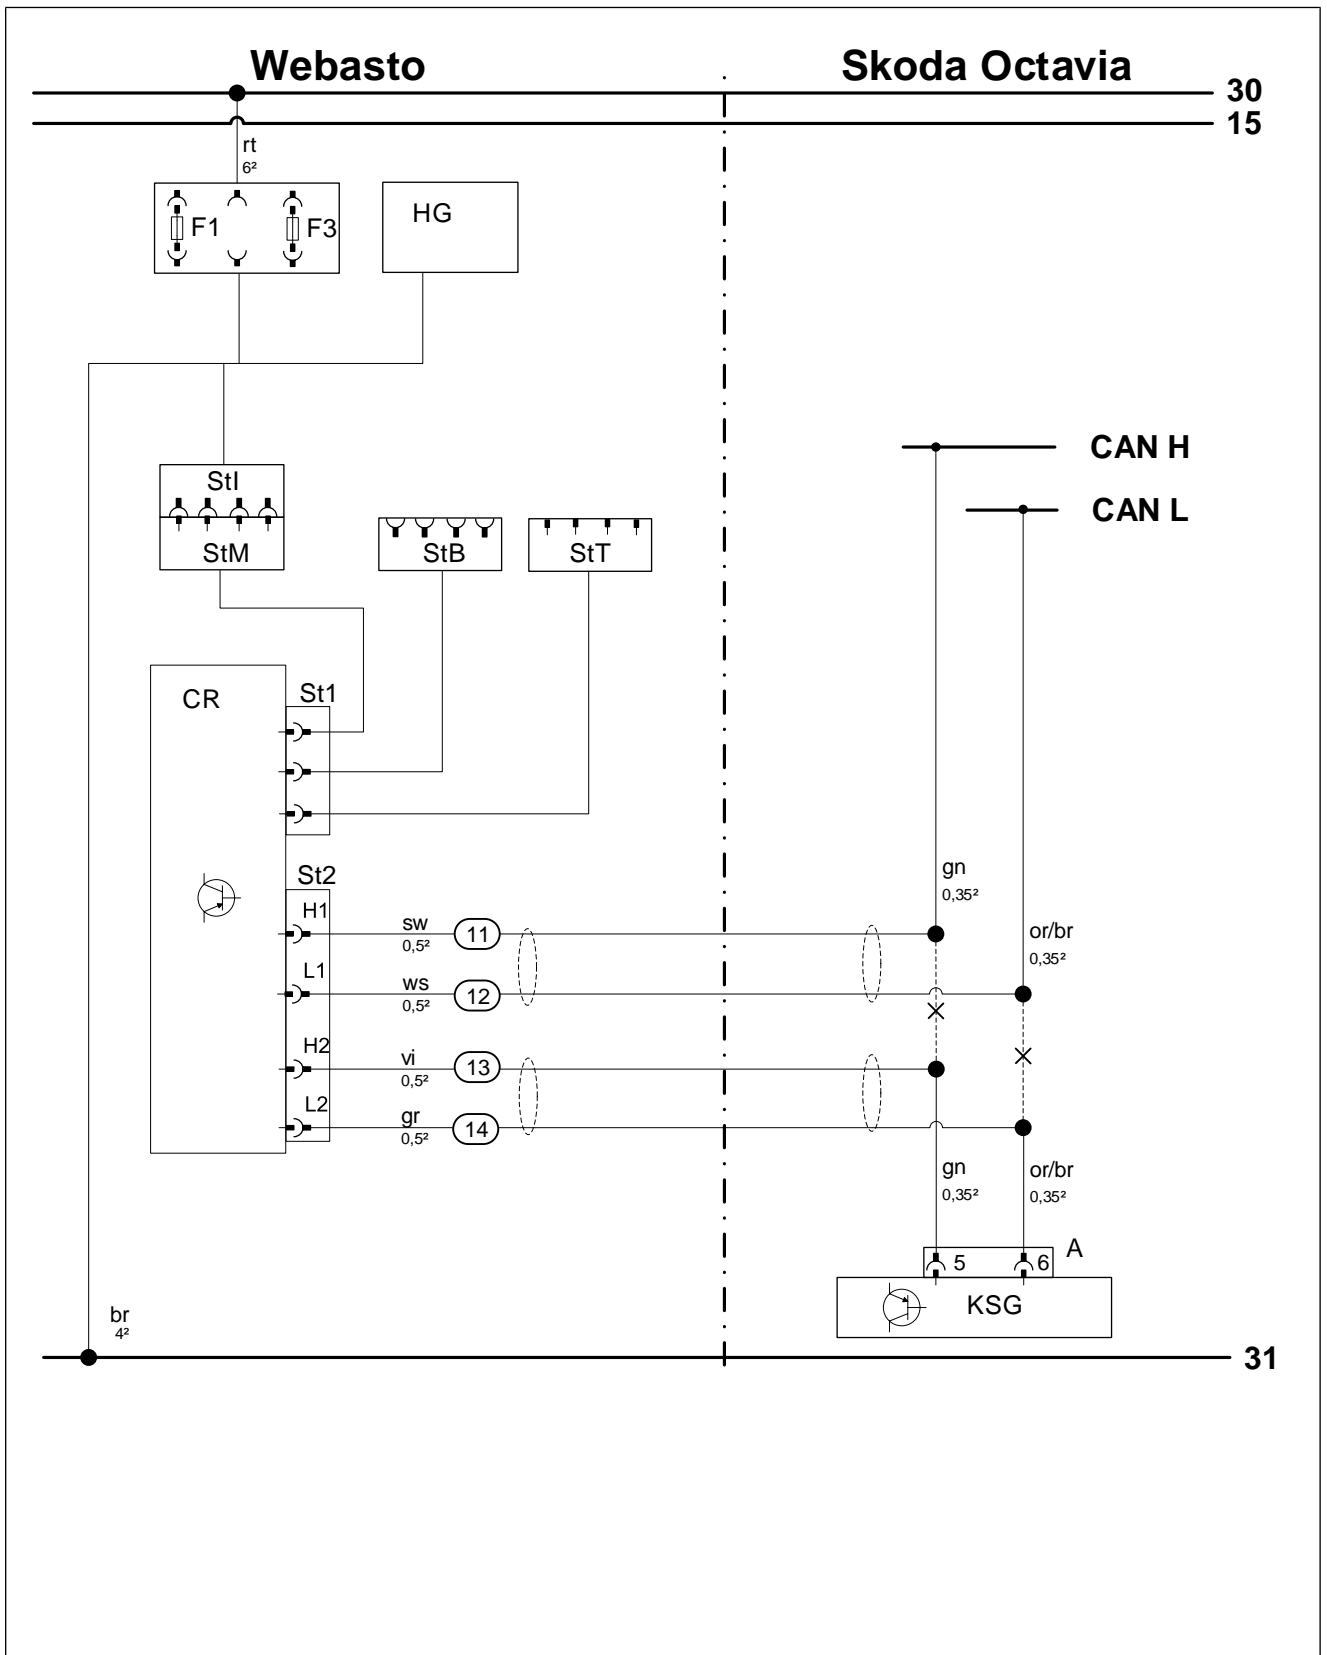 Webasto
Skoda Octavia
30
15
rt
6²
F1
F3
HG
CAN H
CAN L
StI
StM
StB
StT
CR
St1
St2
gn
0,35²
H1
sw
0,5²
11
or/br
0,35²
L1
ws
0,5²
12
H2
vi
0,5²
13
L2
gr
0,5²
14
gn
0,35²
or/br
0,35²
A
5
6
KSG
br
4²
31